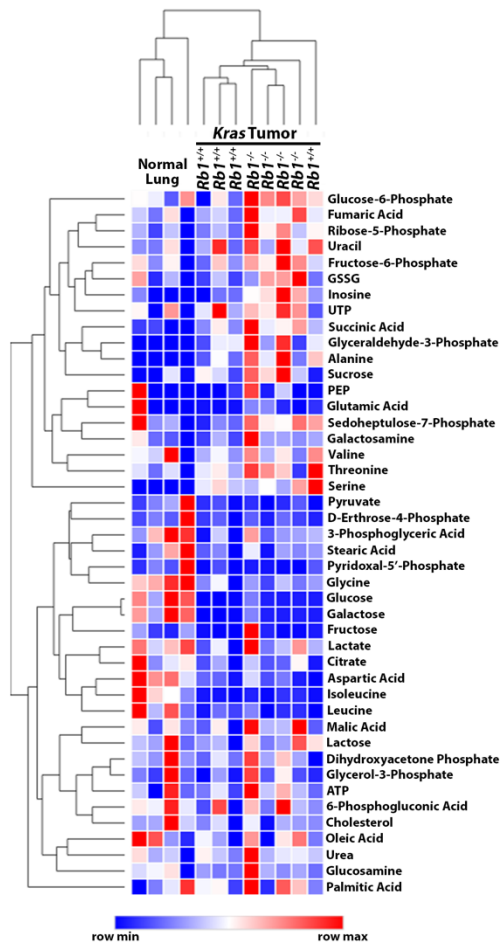 Kras Tumor
Normal
Lung
Rb1+/+
Rb1+/+
Rb1+/+
Rb1-/-
Rb1-/-
Rb1-/-
Rb1-/-
Rb1+/+
Glucose-6-Phosphate
Fumaric Acid
Ribose-5-Phosphate
Uracil
Fructose-6-Phosphate
GSSG
Inosine
UTP
Succinic Acid
Glyceraldehyde-3-Phosphate
Alanine
Sucrose
PEP
Glutamic Acid
Sedoheptulose-7-Phosphate
Galactosamine
Valine
Threonine
Serine
Pyruvate
D-Erthrose-4-Phosphate
3-Phosphoglyceric Acid
Stearic Acid
Pyridoxal-5’-Phosphate
Glycine
Glucose
Galactose
Fructose
Lactate
Citrate
Aspartic Acid
Isoleucine
Leucine
Malic Acid
Lactose
Dihydroxyacetone Phosphate
Glycerol-3-Phosphate
ATP
6-Phosphogluconic Acid
Cholesterol
Oleic Acid
Urea
Glucosamine
Palmitic Acid
row min row max